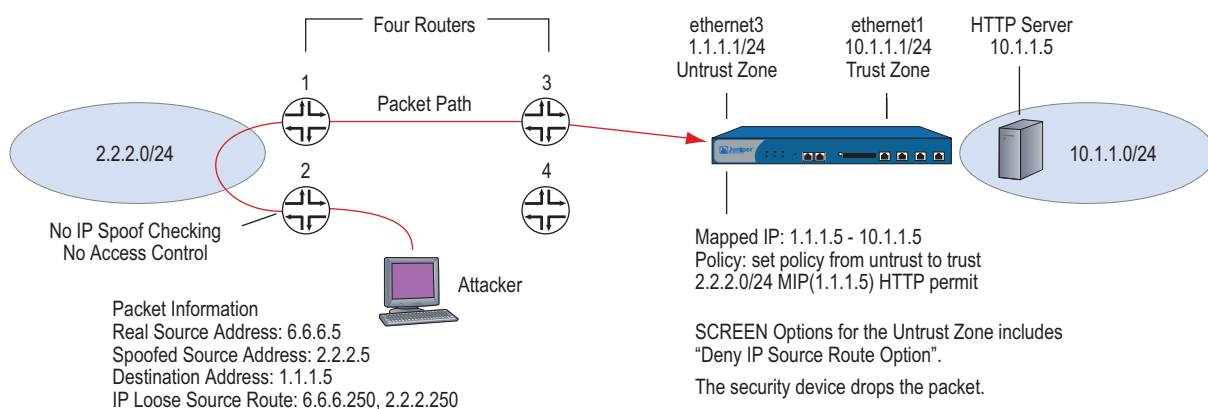 Four Routers
1
3
Packet Path
2.2.2.0/24
2
4
No IP Spoof Checking
No Access Control
Attacker
Packet Information
Real Source Address: 6.6.6.5
Spoofed Source Address: 2.2.2.5
Destination Address: 1.1.1.5
IP Loose Source Route: 6.6.6.250, 2.2.2.250
ethernet3
1.1.1.1/24
Untrust Zone
ethernet1
10.1.1.1/24
Trust Zone
HTTP Server
10.1.1.5
Juniper
10.1.1.0/24
Mapped IP: 1.1.1.5 - 10.1.1.5
Policy: set policy from untrust to trust
2.2.2.0/24 MIP(1.1.1.5) HTTP permit
SCREEN Options for the Untrust Zone includes
“Deny IP Source Route Option”.
The security device drops the packet.